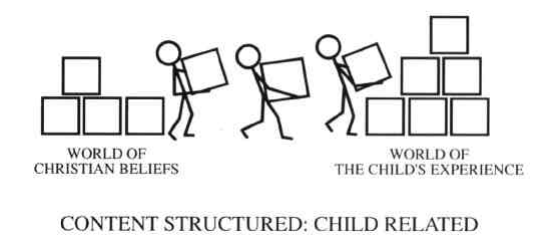 WORLD OF
CHRISTIAN BELIEFS
WORLD OF
THE CHILD'S EXPERIENCE
CONTENT STRUCTURED: CHILD RELATED